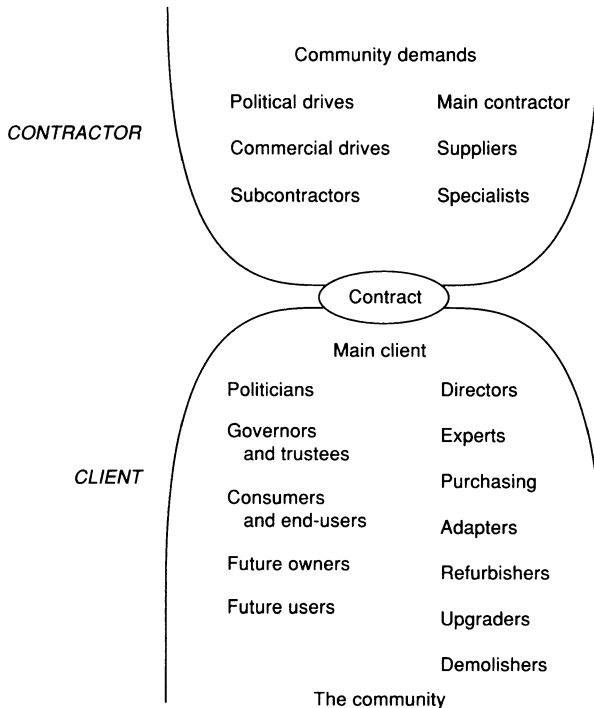 Community demands
Political drives
Main contractor
CONTRACTOR
Commercial drives
Suppliers
Subcontractors
Specialists
Contract
Main client
Politicians
Directors
Governors
and trustees
Experts
CLIENT
Purchasing
Consumers
and end-users
Adapters
Future owners
Refurbishers
Future users
Upgraders
Demolishers
The community